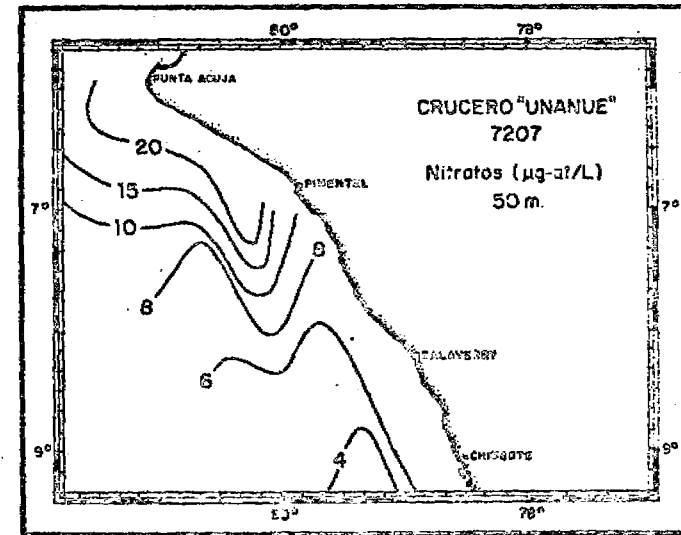 80°
78°
PUNTA AGUJA
CRUCERO "UNANUE"
7207
Nitratos (µg-at/L)
50 m.
20
PIMENTEL
15
7°
7°
10
8
8
6
SALAVERRY
9°
4
CHIMBOTE
9°
80°
78°